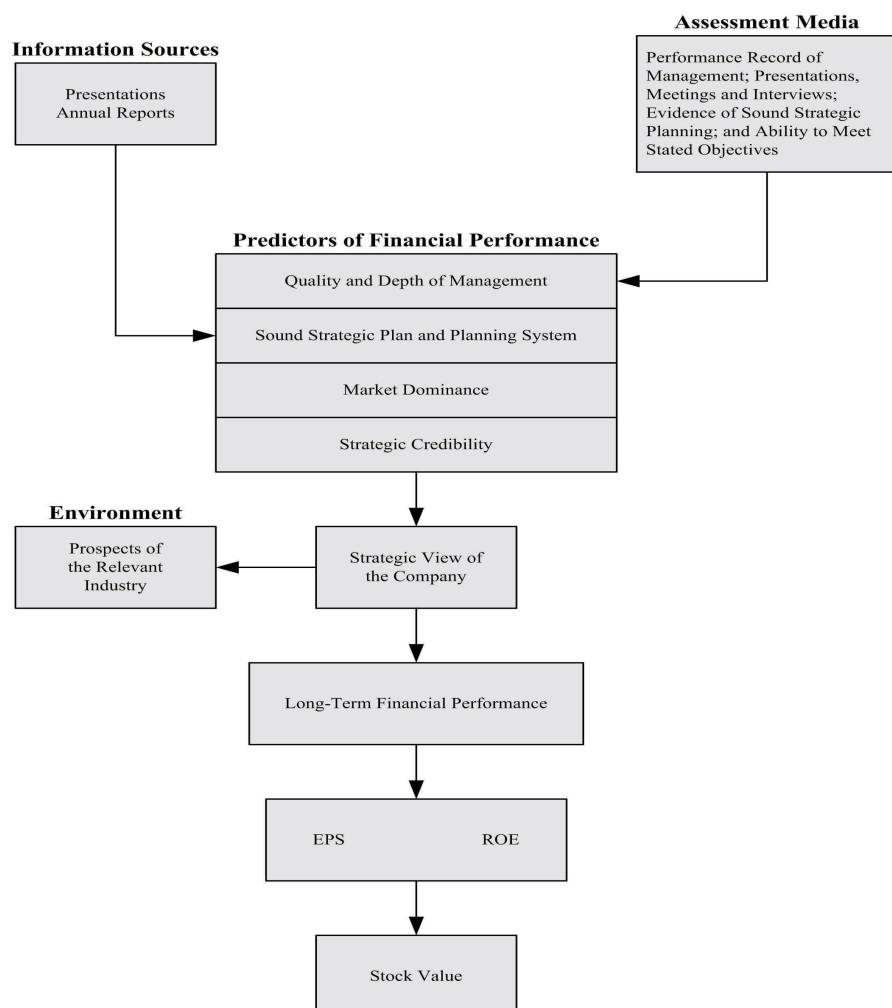 Assessment Media
Information Sources
Presentations
Annual Reports
Performance Record of
Management; Presentations,
Meetings and Interviews;
Evidence of Sound Strategic
Planning; and Ability to Meet
Stated Objectives
Predictors of Financial Performance
Quality and Depth of Management
Sound Strategic Plan and Planning System
Market Dominance
Strategic Credibility
Environment
Prospects of
the Relevant
Industry
Strategic View of
the Company
Long-Term Financial Performance
EPS ROE
Stock Value